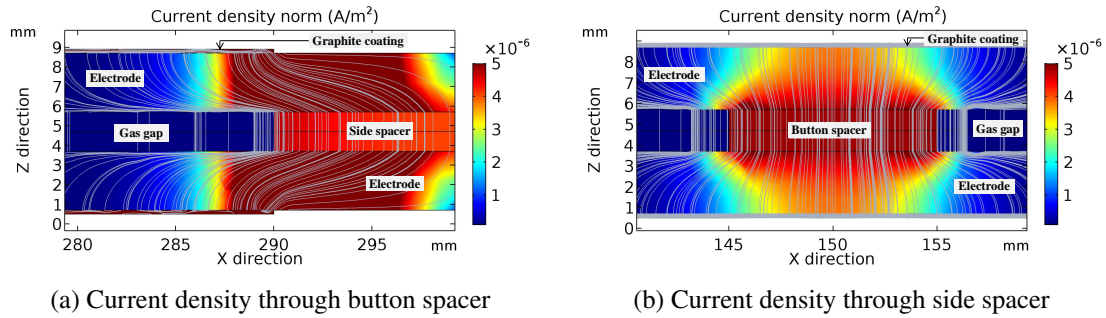 Current density norm (A/m²)
mm
Graphite coating
9
8
7
6
5
4
3
2
1
0
Z direction
Electrode
Gas gap
Side spacer
Electrode
280
285
290
295
mm
X direction
×10⁻⁶
5
4
3
2
1
(a) Current density through button spacer
Current density norm (A/m²)
mm
Graphite coating
8
7
6
5
4
3
2
1
0
Z direction
Electrode
Button spacer
Gas gap
Electrode
145
150
155
mm
X direction
×10⁻⁶
5
4
3
2
1
(b) Current density through side spacer